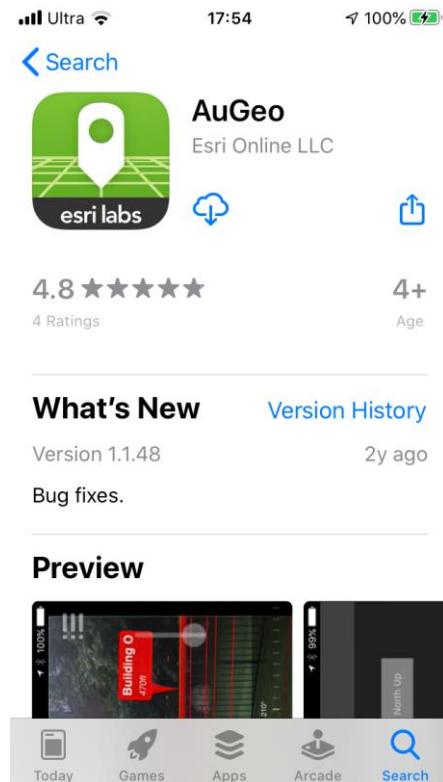 Ultra 17:54 100%
Search
AuGeo
Esri Online LLC
esri labs
4.8
4+
4 Ratings
Age
What's New
Version History
Version 1.1.48
2y ago
Bug fixes.
Preview
100%
Building O
470ft
210°
99%
North Up
Today
Games
Apps
Arcade
Search